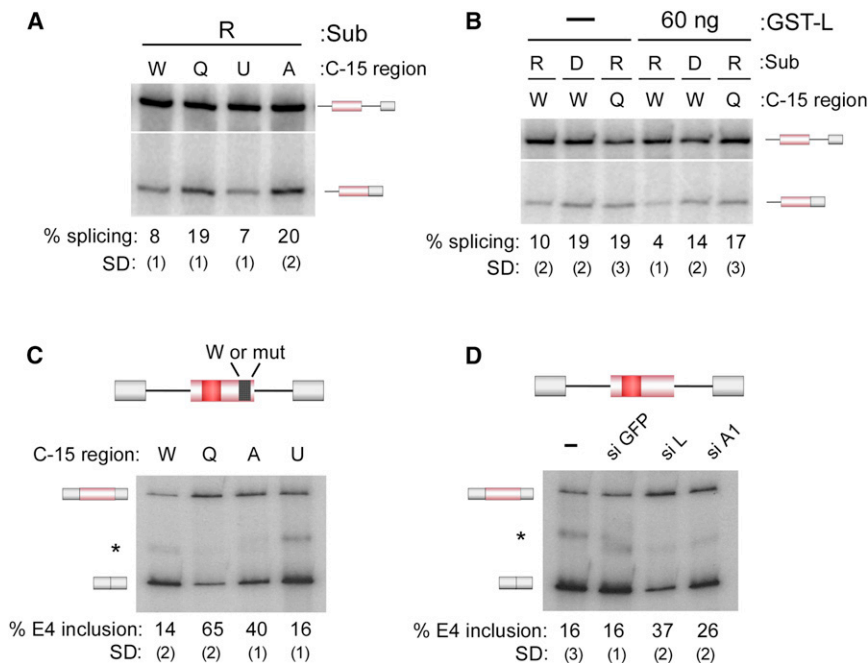 A
R :Sub
W Q U A :C-15 region
% splicing: 8 19 7 20
SD: (1) (1) (1) (2)
B
— 60 ng :GST-L
R D R R D R :Sub
W W Q W W Q :C-15 region
% splicing: 10 19 19 4 14 17
SD: (2) (2) (3) (1) (2) (3)
C
W or mut
C-15 region: W Q A U
*
% E4 inclusion: 14 65 40 16
SD: (2) (2) (1) (1)
D
– si GFP si L si A1
*
% E4 inclusion: 16 16 37 26
SD: (3) (1) (2) (2)